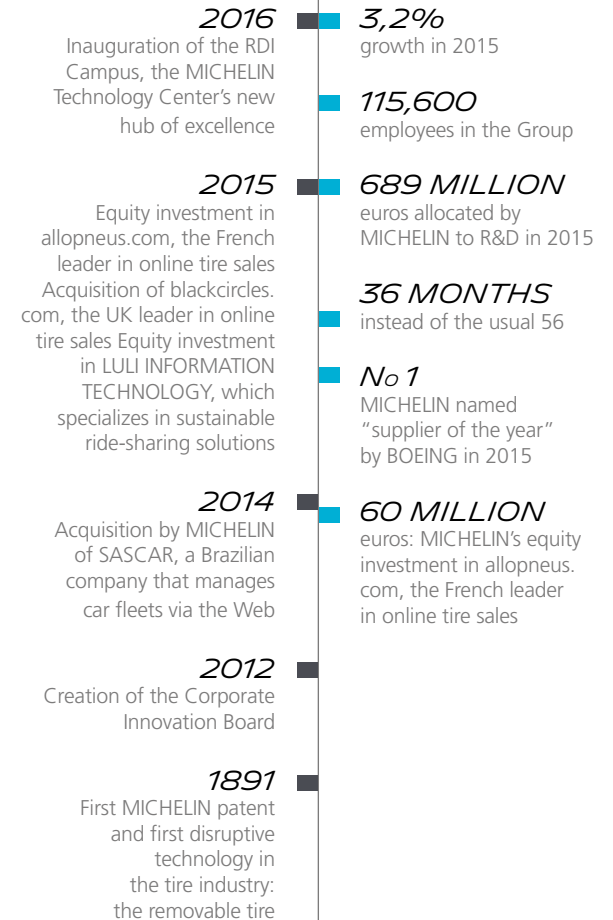 2016
Inauguration of the RDI
Campus, the MICHELIN
Technology Center’s new
hub of excellence
2015
Equity investment in
allopneus.com, the French
leader in online tire sales
Acquisition of blackcircles.
com, the UK leader in online
tire sales Equity investment
in LULI INFORMATION
TECHNOLOGY, which
specializes in sustainable
ride-sharing solutions
2014
Acquisition by MICHELIN
of SASCAR, a Brazilian
company that manages
car fleets via the Web
2012
Creation of the Corporate
Innovation Board
1891
First MICHELIN patent
and first disruptive
technology in
the tire industry:
the removable tire
3,2%
growth in 2015
115,600
employees in the Group
689 MILLION
euros allocated by
MICHELIN to R&D in 2015
36 MONTHS
instead of the usual 56
No 1
MICHELIN named
“supplier of the year”
by BOEING in 2015
60 MILLION
euros: MICHELIN’s equity
investment in allopneus.
com, the French leader
in online tire sales